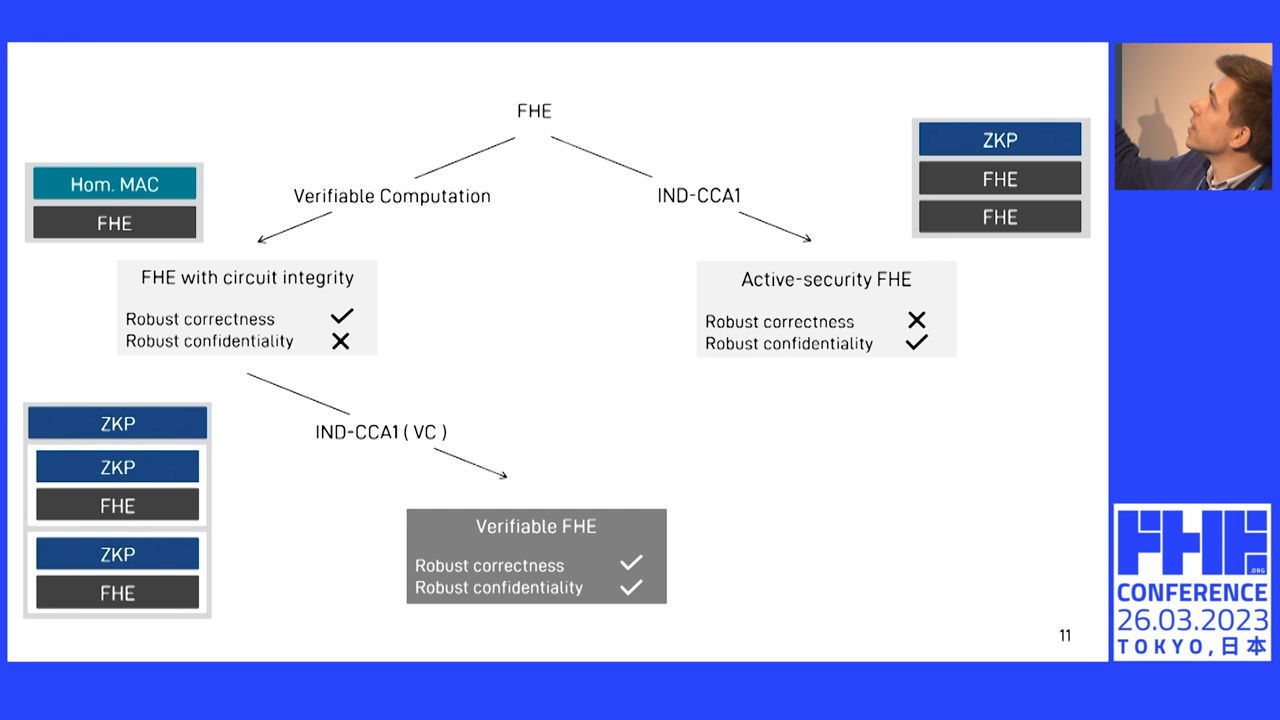 FHE
Verifiable Computation
IND-CCA1
Hom. MAC
FHE
ZKP
FHE
FHE
FHE with circuit integrity
Robust correctness
Robust confidentiality
Active-security FHE
Robust correctness
Robust confidentiality
IND-CCA1 ( VC )
ZKP
ZKP
FHE
ZKP
FHE
Verifiable FHE
Robust correctness
Robust confidentiality
11
FHE
.ORG
CONFERENCE
26.03.2023
TOKYO,日本